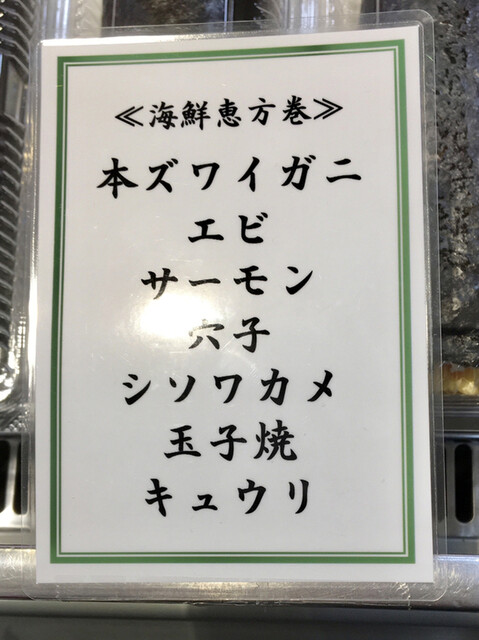 ≪海鮮恵方巻≫
本ズワイガニ
エビ
サーモン
穴子
シソワカメ
玉子焼
キュウリ